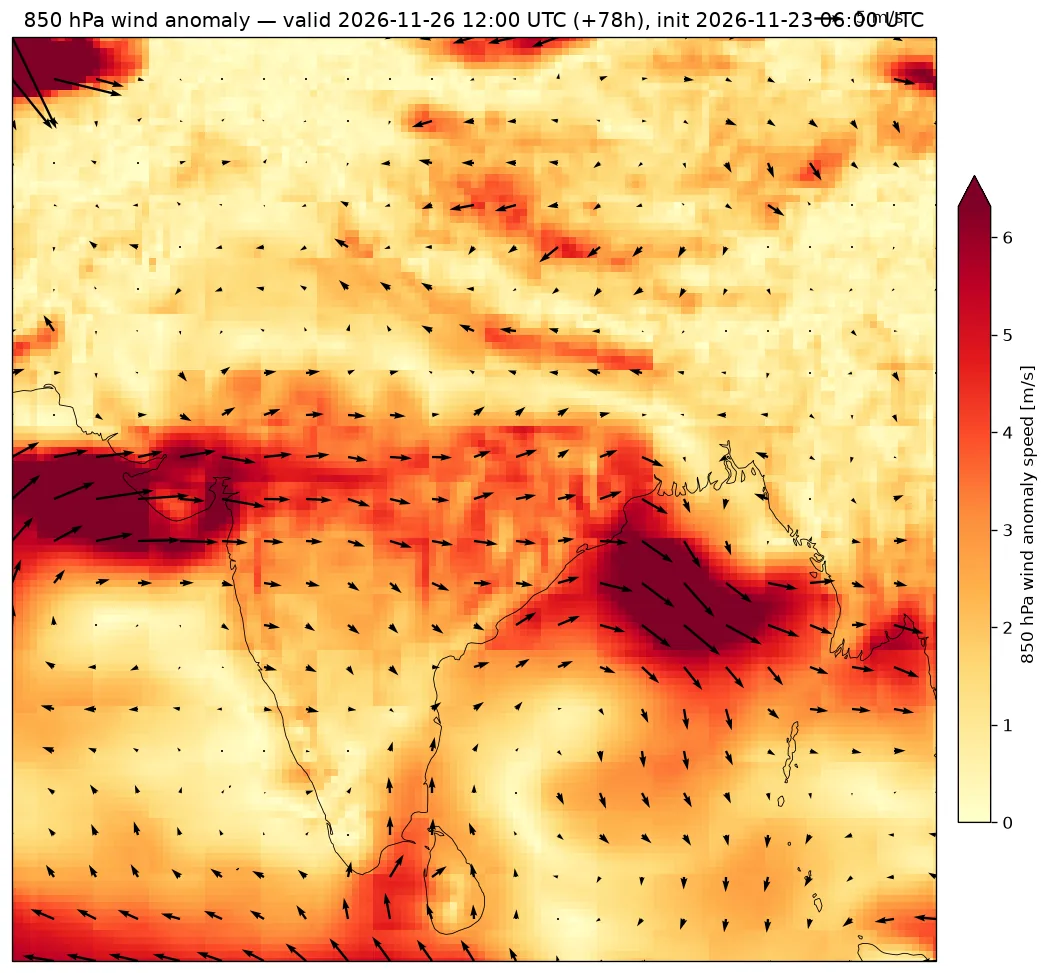 850 hPa wind anomaly — valid 2026-11-26 12:00 UTC (+78h), init 2026-11-23 06:00 UTC
5 m/s
6
5
4
3
2
1
0
850 hPa wind anomaly speed [m/s]